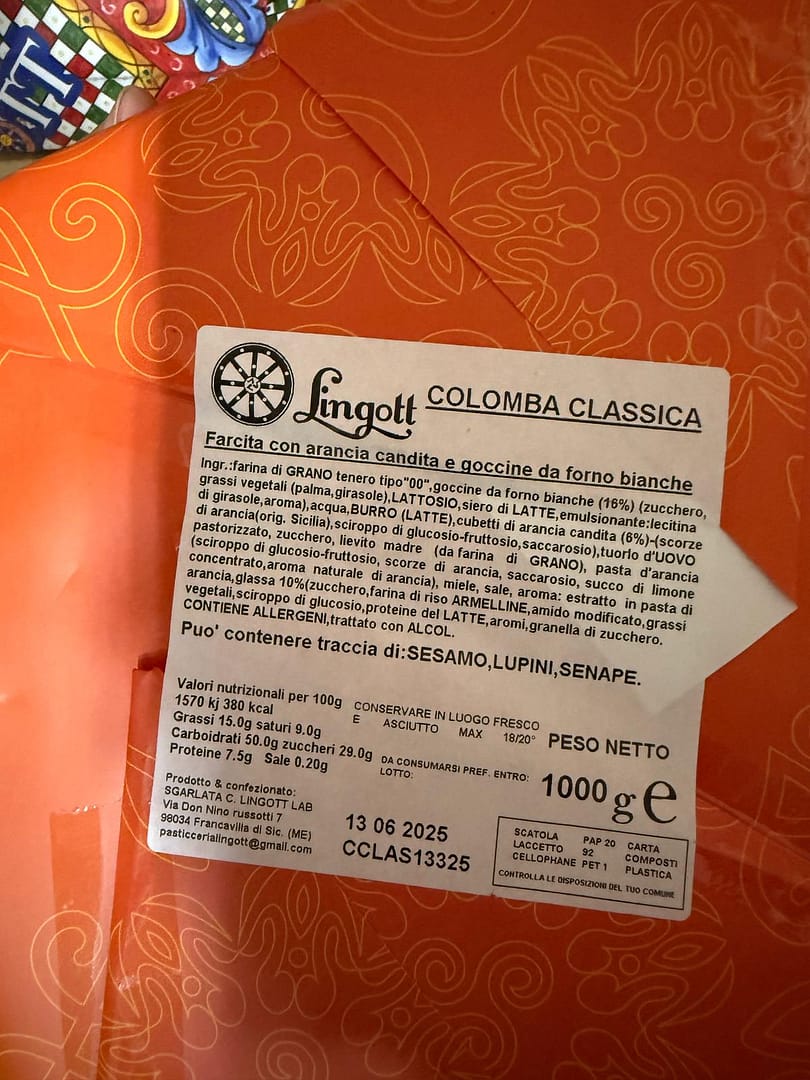 TT
Lingott COLOMBA CLASSICA
Farcita con arancia candita e goccine da forno bianche
Ingr.:farina di GRANO tenero tipo"00",goccine da forno bianche (16%) (zucchero,
grassi vegetali (palma,girasole),LATTOSIO,siero di LATTE,emulsionante:lecitina
di girasole,aroma),acqua,BURRO (LATTE),cubetti di arancia candita (6%)-(scorze
di arancia(orig. Sicilia),sciroppo di glucosio-fruttosio,saccarosio),tuorlo d'UOVO
pastorizzato, zucchero, lievito madre (da farina di GRANO), pasta d'arancia
(sciroppo di glucosio-fruttosio, scorze di arancia, saccarosio, succo di limone
concentrato,aroma naturale di arancia), miele, sale, aroma: estratto in pasta di
arancia,glassa 10%(zucchero,farina di riso ARMELLINE,amido modificato,grassi
vegetali,sciroppo di glucosio,proteine del LATTE,aromi,granella di zucchero.
CONTIENE ALLERGENI,trattato con ALCOL.
Puo' contenere traccia di:SESAMO,LUPINI,SENAPE.
Valori nutrizionali per 100g
1570 kj 380 kcal
Grassi 15.0g saturi 9.0g
Carboidrati 50.0g zuccheri 29.0g
Proteine 7.5g Sale 0.20g
CONSERVARE IN LUOGO FRESCO
E ASCIUTTO MAX 18/20°
PESO NETTO
1000 g e
DA CONSUMARSI PREF. ENTRO:
LOTTO:
13 06 2025
CCLAS13325
Prodotto & confezionato:
SGARLATA C. LINGOTT LAB
Via Don Nino russotti 7
98034 Francavilla di Sic. (ME)
pasticcerialingott@gmail.com
SCATOLA PAP 20 CARTA
LACCETTO 92 COMPOSTI
CELLOPHANE PET 1 PLASTICA
CONTROLLA LE DISPOSIZIONI DEL TUO COMUNE